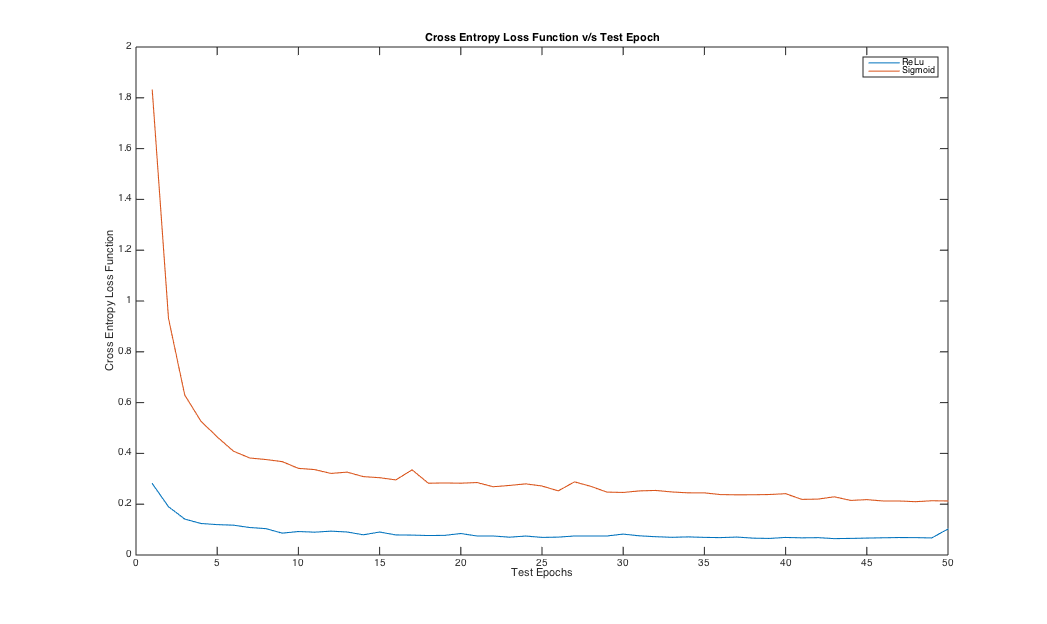 Cross Entropy Loss Function v/s Test Epoch
ReLu
Sigmoid
Cross Entropy Loss Function
2
1.8
1.6
1.4
1.2
1
0.8
0.6
0.4
0.2
0
0 5 10 15 20 25 30 35 40 45 50
Test Epochs